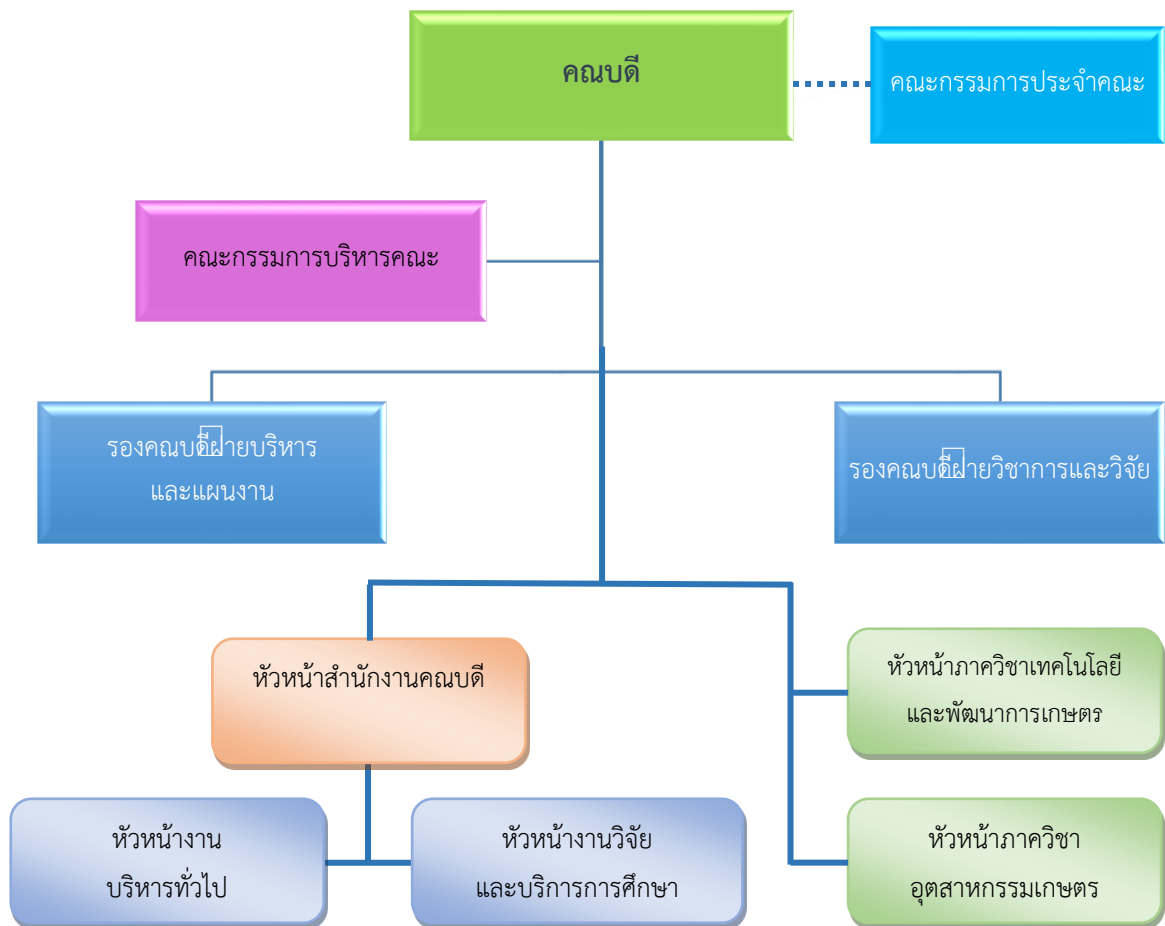 คณบดี
คณะกรรมการประจำคณะ
คณะกรรมการบริหารคณะ
รองคณบดีฝ่ายบริหาร
และแผนงาน
รองคณบดีฝ่ายวิชาการและวิจัย
หัวหน้าสำนักงานคณบดี
หัวหน้าภาควิชาเทคโนโลยี
และพัฒนาการเกษตร
หัวหน้างาน
บริหารทั่วไป
หัวหน้างานวิจัย
และบริการการศึกษา
หัวหน้าภาควิชา
อุตสาหกรรมเกษตร